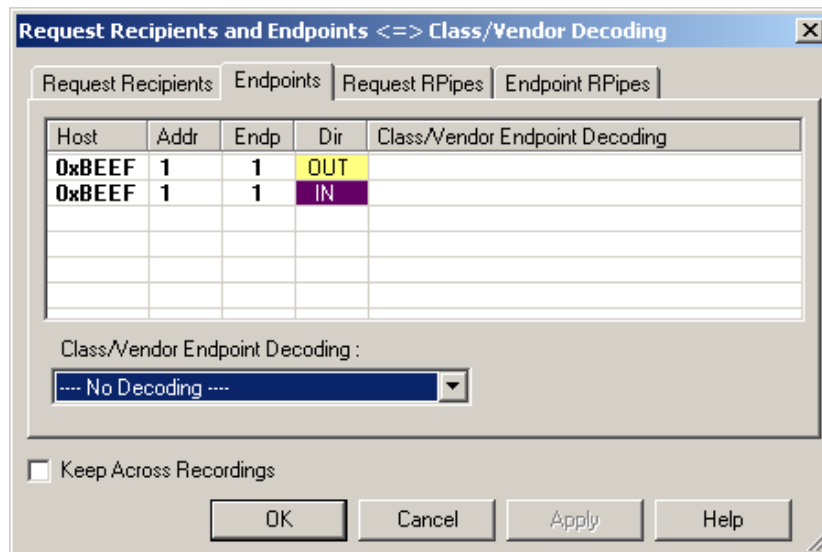 Request Recipients and Endpoints <=> Class/Vendor Decoding
Request Recipients Endpoints Request RPipes Endpoint RPipes
Host Addr Endp Dir Class/Vendor Endpoint Decoding
0xBEEF 1 1 OUT
0xBEEF 1 1 IN
Class/Vendor Endpoint Decoding :
---- No Decoding ----
Keep Across Recordings
OK Cancel Apply Help